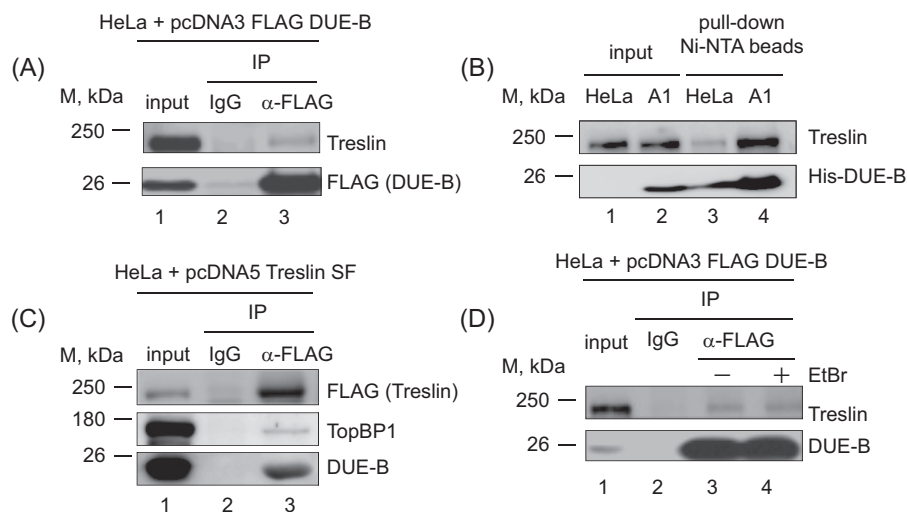 HeLa + pcDNA3 FLAG DUE-B
(A)
IP
M, kDa
input
IgG
α-FLAG
250
Treslin
26
FLAG (DUE-B)
1
2
3
(B)
input
pull-down
Ni-NTA beads
M, kDa
HeLa
A1
HeLa
A1
250
Treslin
26
His-DUE-B
1
2
3
4
HeLa + pcDNA5 Treslin SF
(C)
IP
M, kDa
input
IgG
α-FLAG
250
FLAG (Treslin)
180
TopBP1
26
DUE-B
1
2
3
HeLa + pcDNA3 FLAG DUE-B
(D)
IP
input
IgG
α-FLAG
M, kDa
−
+
EtBr
250
Treslin
26
DUE-B
1
2
3
4